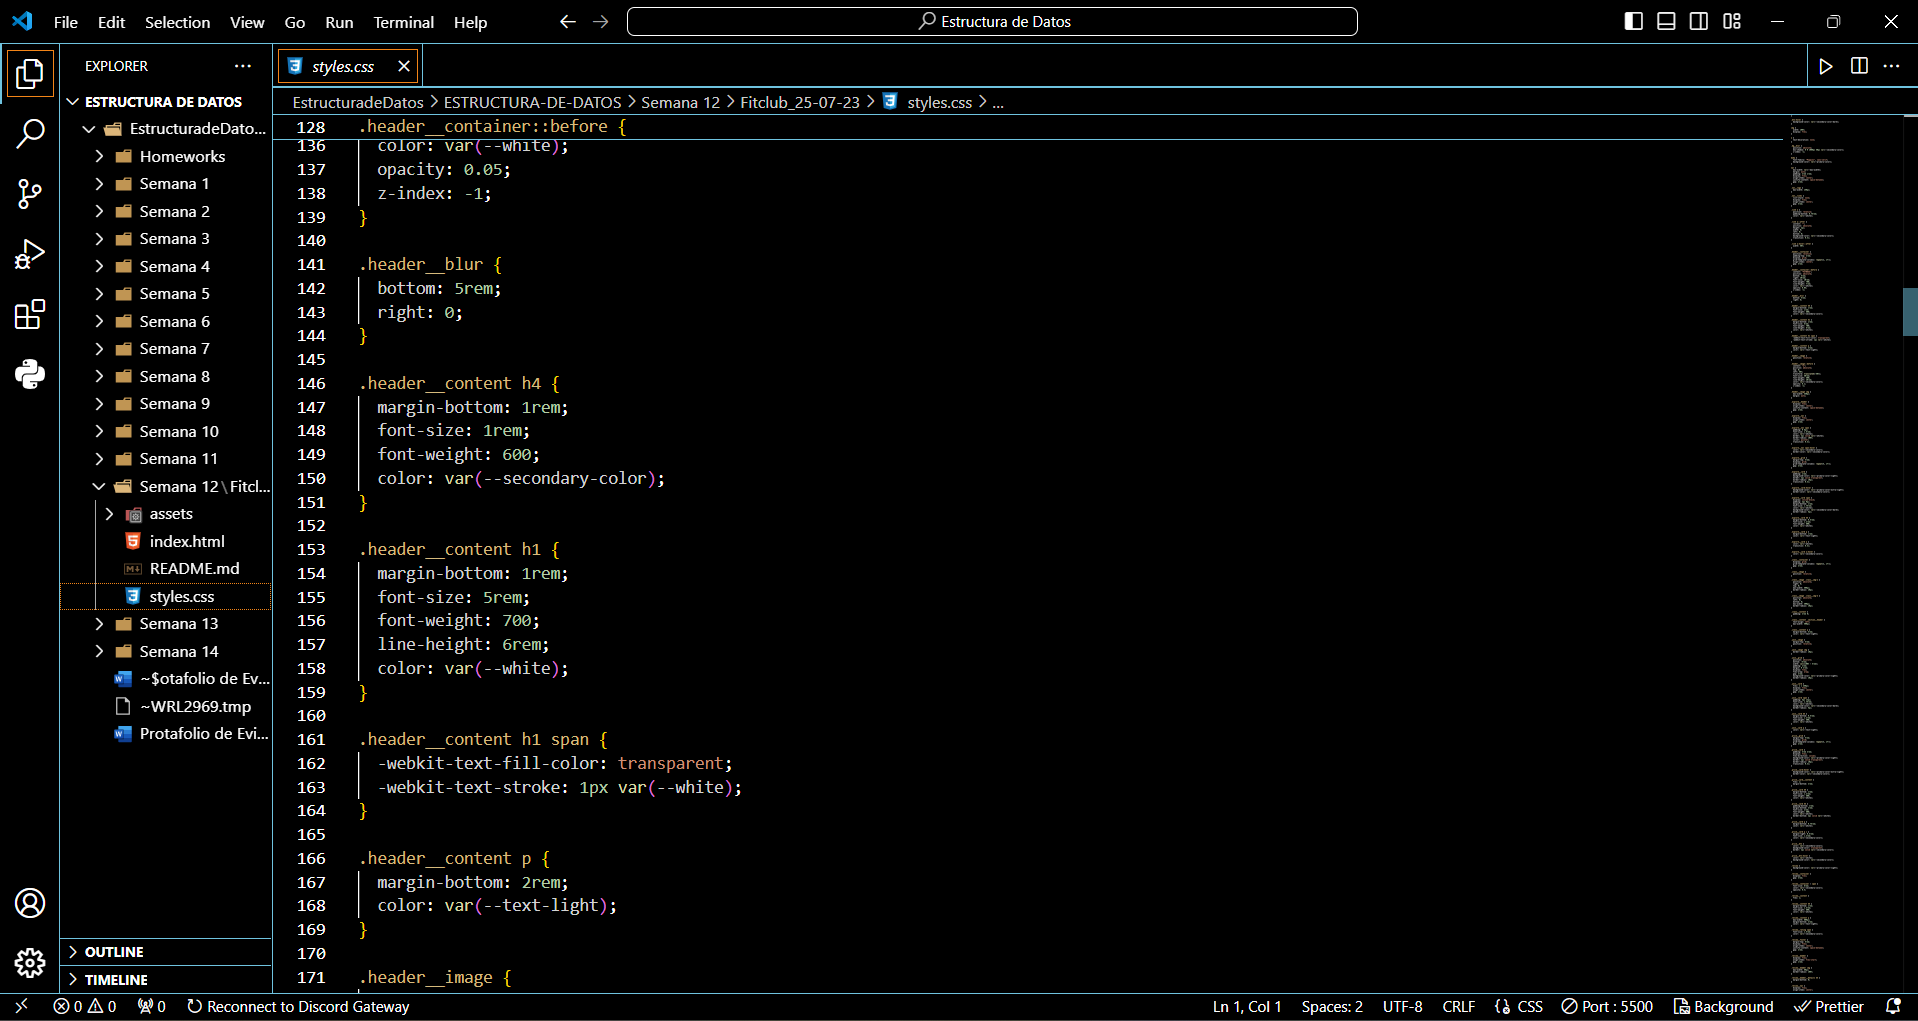 File Edit Selection View Go Run Terminal Help
Estructura de Datos
EXPLORER
styles.css
ESTRUCTURA DE DATOS
EstructuradeDato...
Homeworks
Semana 1
Semana 2
Semana 3
Semana 4
Semana 5
Semana 6
Semana 7
Semana 8
Semana 9
Semana 10
Semana 11
Semana 12\Fitcl...
assets
index.html
README.md
styles.css
Semana 13
Semana 14
~$otafolio de Ev...
~WRL2969.tmp
Protafolio de Evi...
OUTLINE
TIMELINE
EstructuradeDatos > ESTRUCTURA-DE-DATOS > Semana 12 > Fitclub_25-07-23 > styles.css > ...
128 .header__container::before {
136 color: var(--white);
137 opacity: 0.05;
138 z-index: -1;
139 }
140
141 .header__blur {
142 bottom: 5rem;
143 right: 0;
144 }
145
146 .header__content h4 {
147 margin-bottom: 1rem;
148 font-size: 1rem;
149 font-weight: 600;
150 color: var(--secondary-color);
151 }
152
153 .header__content h1 {
154 margin-bottom: 1rem;
155 font-size: 5rem;
156 font-weight: 700;
157 line-height: 6rem;
158 color: var(--white);
159 }
160
161 .header__content h1 span {
162 -webkit-text-fill-color: transparent;
163 -webkit-text-stroke: 1px var(--white);
164 }
165
166 .header__content p {
167 margin-bottom: 2rem;
168 color: var(--text-light);
169 }
170
171 .header__image {
0 0 0 Reconnect to Discord Gateway Ln 1, Col 1 Spaces: 2 UTF-8 CRLF {} CSS Port : 5500 Background Prettier